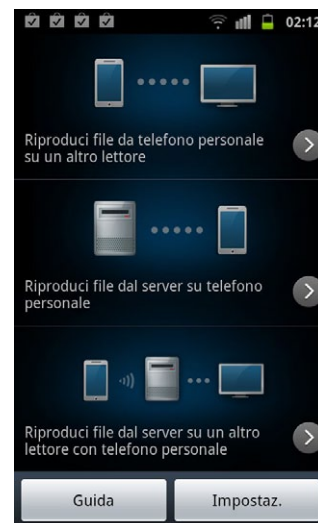 02:12
Riproduci file da telefono personale
su un altro lettore
Riproduci file dal server su telefono
personale
Riproduci file dal server su un altro
lettore con telefono personale
Guida
Impostaz.